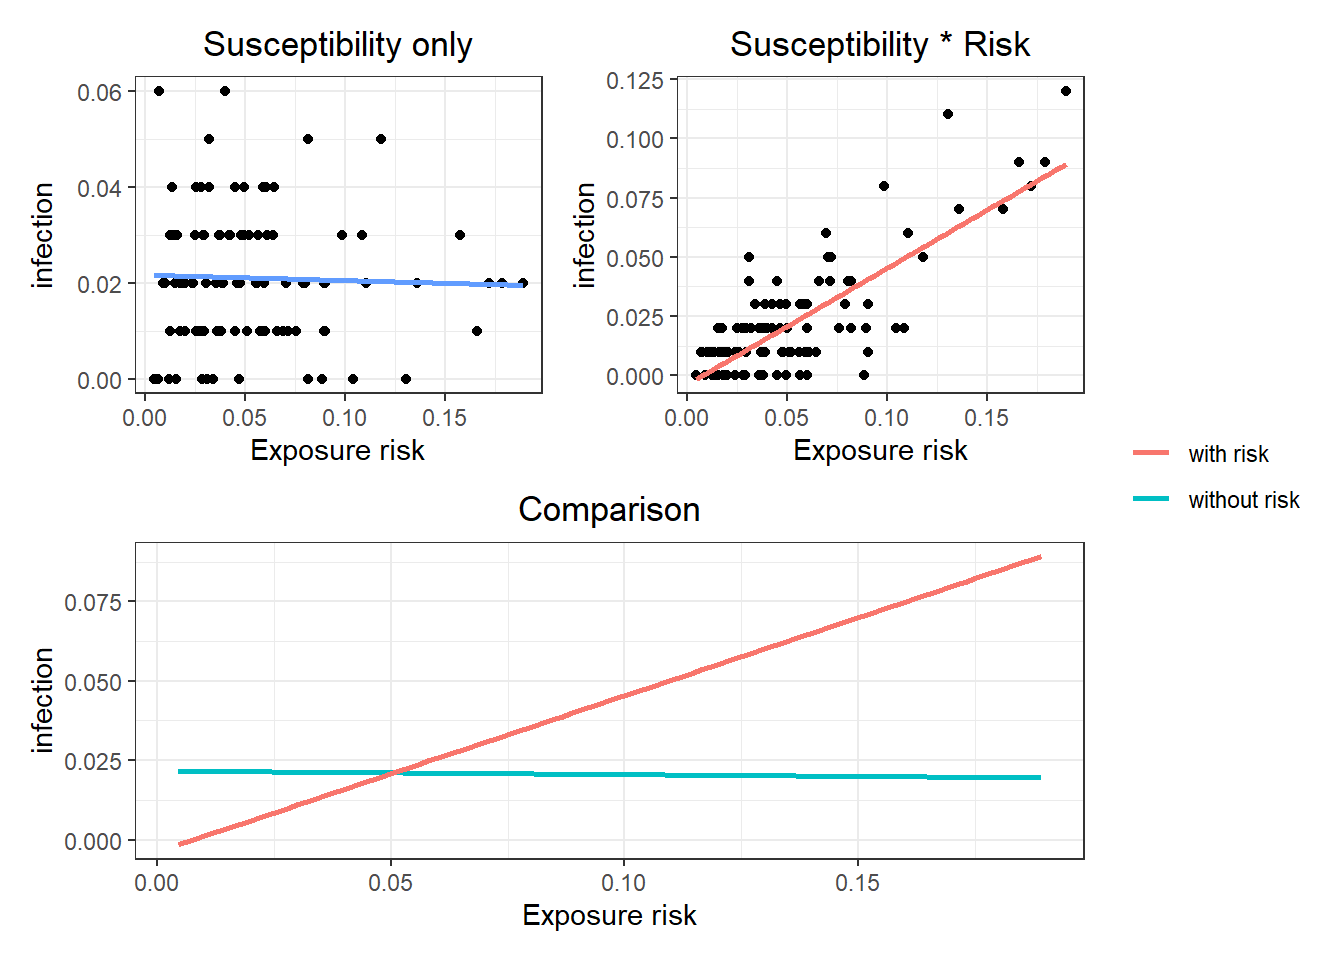 Susceptibility only
infection
0.06
0.04
0.02
0.00
0.00 0.05 0.10 0.15
Exposure risk
Susceptibility * Risk
infection
0.125
0.100
0.075
0.050
0.025
0.000
0.00 0.05 0.10 0.15
Exposure risk
with risk
without risk
Comparison
infection
0.075
0.050
0.025
0.000
0.00 0.05 0.10 0.15
Exposure risk